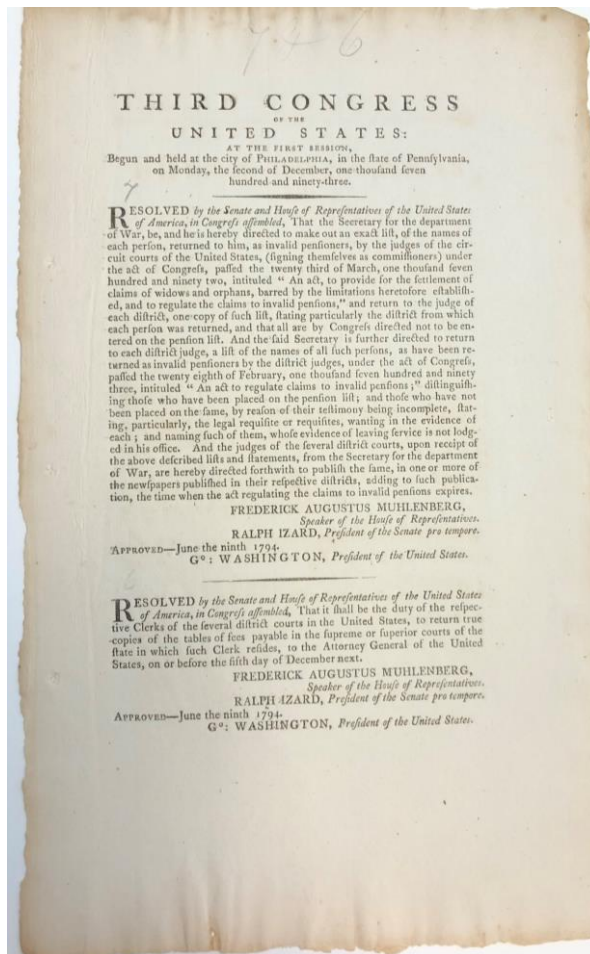 7 & 6
THIRD CONGRESS
OF THE
UNITED STATES:
AT THE FIRST SESSION,
Begun and held at the city of PHILADELPHIA, in the ſtate of Pennſylvania,
on Monday, the ſecond of December, one thouſand ſeven
hundred and ninety-three.
7
RESOLVED by the Senate and Houſe of Repreſentatives of the United States
of America, in Congreſs aſſembled, That the Secretary for the department
of War, be, and he is hereby directed to make out an exact liſt, of the names of
each perſon, returned to him, as invalid penſioners, by the judges of the cir-
cuit courts of the United States, (ſigning themſelves as commiſſioners) under
the act of Congreſs, paſſed the twenty third of March, one thouſand ſeven
hundred and ninety two, intituled " An act, to provide for the ſettlement of
claims of widows and orphans, barred by the limitations heretofore eſtabliſh-
ed, and to regulate the claims to invalid penſions," and return to the judge of
each diſtrict, one copy of ſuch liſt, ſtating particularly the diſtrict from which
each perſon was returned, and that all are by Congreſs directed not to be en-
tered on the penſion liſt. And the ſaid Secretary is further directed to return
to each diſtrict judge, a liſt of the names of all ſuch perſons, as have been re-
turned as invalid penſioners by the diſtrict judges, under the act of Congreſs,
paſſed the twenty eighth of February, one thouſand ſeven hundred and ninety
three, intituled " An act to regulate claims to invalid penſions ;" diſtinguiſh-
ing thoſe who have been placed on the penſion liſt; and thoſe who have not
been placed on the ſame, by reaſon of their teſtimony being incomplete, ſtat-
ing, particularly, the legal requiſite or requiſites, wanting in the evidence of
each ; and naming ſuch of them, whoſe evidence of leaving ſervice is not lodg-
ed in his office. And the judges of the ſeveral diſtrict courts, upon receipt of
the above deſcribed liſts and ſtatements, from the Secretary for the department
of War, are hereby directed forthwith to publiſh the ſame, in one or more of
the newſpapers publiſhed in their reſpective diſtricts, adding to ſuch publica-
tion, the time when the act regulating the claims to invalid penſions expires.
FREDERICK AUGUSTUS MUHLENBERG,
Speaker of the Houſe of Repreſentatives.
RALPH IZARD, Preſident of the Senate pro tempore.
APPROVED—June the ninth 1794.
Gº: WASHINGTON, Preſident of the United States.
RESOLVED by the Senate and Houſe of Repreſentatives of the United States
of America, in Congreſs aſſembled, That it ſhall be the duty of the reſpec-
tive Clerks of the ſeveral diſtrict courts in the United States, to return true
copies of the tables of fees payable in the ſupreme or ſuperior courts of the
ſtate in which ſuch Clerk reſides, to the Attorney General of the United
States, on or before the fifth day of December next.
FREDERICK AUGUSTUS MUHLENBERG,
Speaker of the Houſe of Repreſentatives.
RALPH IZARD, Preſident of the Senate pro tempore.
APPROVED—June the ninth 1794.
Gº: WASHINGTON, Preſident of the United States.